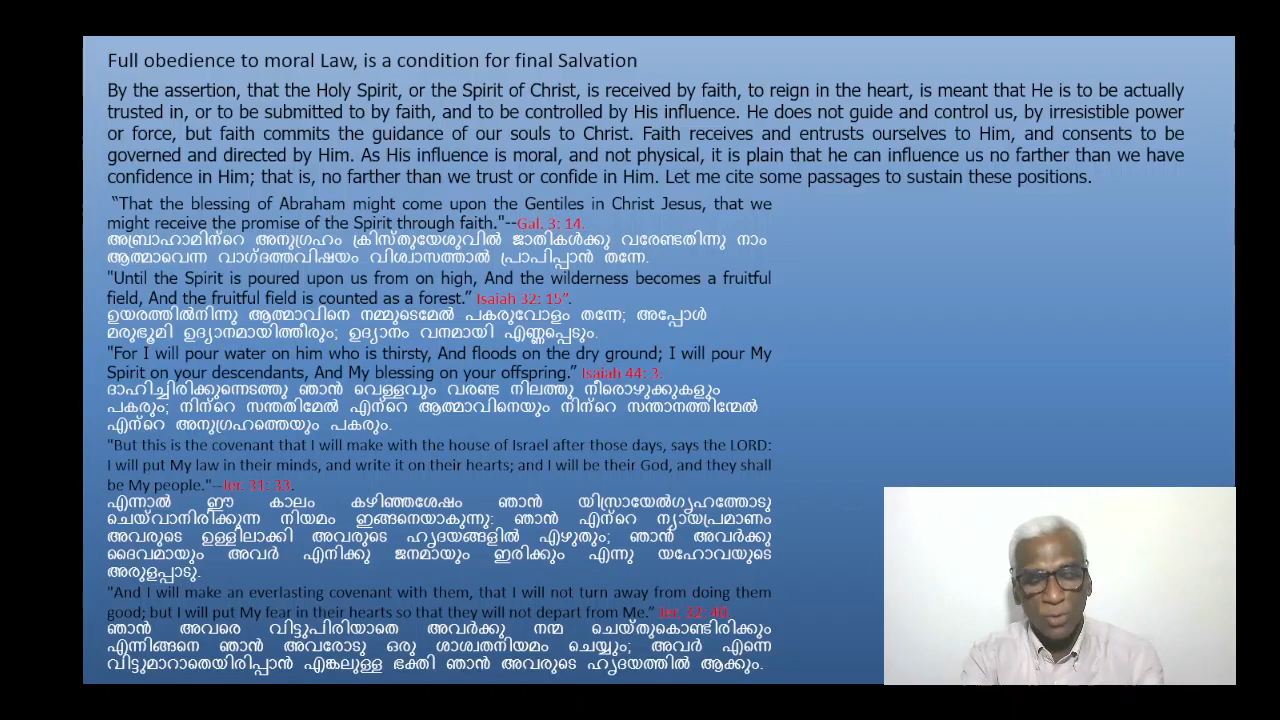 Full obedience to moral Law, is a condition for final Salvation
By the assertion, that the Holy Spirit, or the Spirit of Christ, is received by faith, to reign in the heart, is meant that He is to be actually
trusted in, or to be submitted to by faith, and to be controlled by His influence. He does not guide and control us, by irresistible power
or force, but faith commits the guidance of our souls to Christ. Faith receives and entrusts ourselves to Him, and consents to be
governed and directed by Him. As His influence is moral, and not physical, it is plain that he can influence us no farther than we have
confidence in Him; that is, no farther than we trust or confide in Him. Let me cite some passages to sustain these positions.
“That the blessing of Abraham might come upon the Gentiles in Christ Jesus, that we
might receive the promise of the Spirit through faith."--Gal. 3: 14.
അബ്രാഹാമിന്റെ അനുഗ്രഹം ക്രിസ്തുയേശുവിൽ ജാതികൾക്കു വരേണ്ടതിന്നു നാം
ആത്മാവെന്ന വാഗ്ദത്തവിഷയം വിശ്വാസത്താൽ പ്രാപിപ്പാൻ തന്നേ.
"Until the Spirit is poured upon us from on high, And the wilderness becomes a fruitful
field, And the fruitful field is counted as a forest.” Isaiah 32: 15”.
ഉയരത്തിൽനിന്നു ആത്മാവിനെ നമ്മുടെമേൽ പകരുവോളം തന്നേ; അപ്പോൾ
മരുഭൂമി ഉദ്യാനമായിത്തീരും; ഉദ്യാനം വനമായി എണ്ണപ്പെടും.
"For I will pour water on him who is thirsty, And floods on the dry ground; I will pour My
Spirit on your descendants, And My blessing on your offspring.” Isaiah 44: 3.
ദാഹിച്ചിരിക്കുന്നെടത്തു ഞാൻ വെള്ളവും വരണ്ട നിലത്തു നീരൊഴുക്കുകളും
പകരും; നിന്റെ സന്തതിമേൽ എന്റെ ആത്മാവിനെയും നിന്റെ സന്താനത്തിന്മേൽ
എന്റെ അനുഗ്രഹത്തെയും പകരും.
"But this is the covenant that I will make with the house of Israel after those days, says the LORD:
I will put My law in their minds, and write it on their hearts; and I will be their God, and they shall
be My people."--Jer. 31: 33.
എന്നാൽ ഈ കാലം കഴിഞ്ഞശേഷം ഞാൻ യിസ്രായേൽഗൃഹത്തോടു
ചെയ്‌വാനിരിക്കുന്ന നിയമം ഇങ്ങനെയാകുന്നു: ഞാൻ എന്റെ ന്യായപ്രമാണം
അവരുടെ ഉള്ളിലാക്കി അവരുടെ ഹൃദയങ്ങളിൽ എഴുതും; ഞാൻ അവർക്കു
ദൈവമായും അവർ എനിക്കു ജനമായും ഇരിക്കും എന്നു യഹോവയുടെ
അരുളപ്പാടു.
"And I will make an everlasting covenant with them, that I will not turn away from doing them
good; but I will put My fear in their hearts so that they will not depart from Me.” Jer. 32: 40.
ഞാൻ അവരെ വിട്ടുപിരിയാതെ അവർക്കു നന്മ ചെയ്തുകൊണ്ടിരിക്കും
എന്നിങ്ങനെ ഞാൻ അവരോടു ഒരു ശാശ്വതനിയമം ചെയ്യും; അവർ എന്നെ
വിട്ടുമാറാതെയിരിപ്പാൻ എങ്കലുള്ള ഭക്തി ഞാൻ അവരുടെ ഹൃദയത്തിൽ ആക്കും.